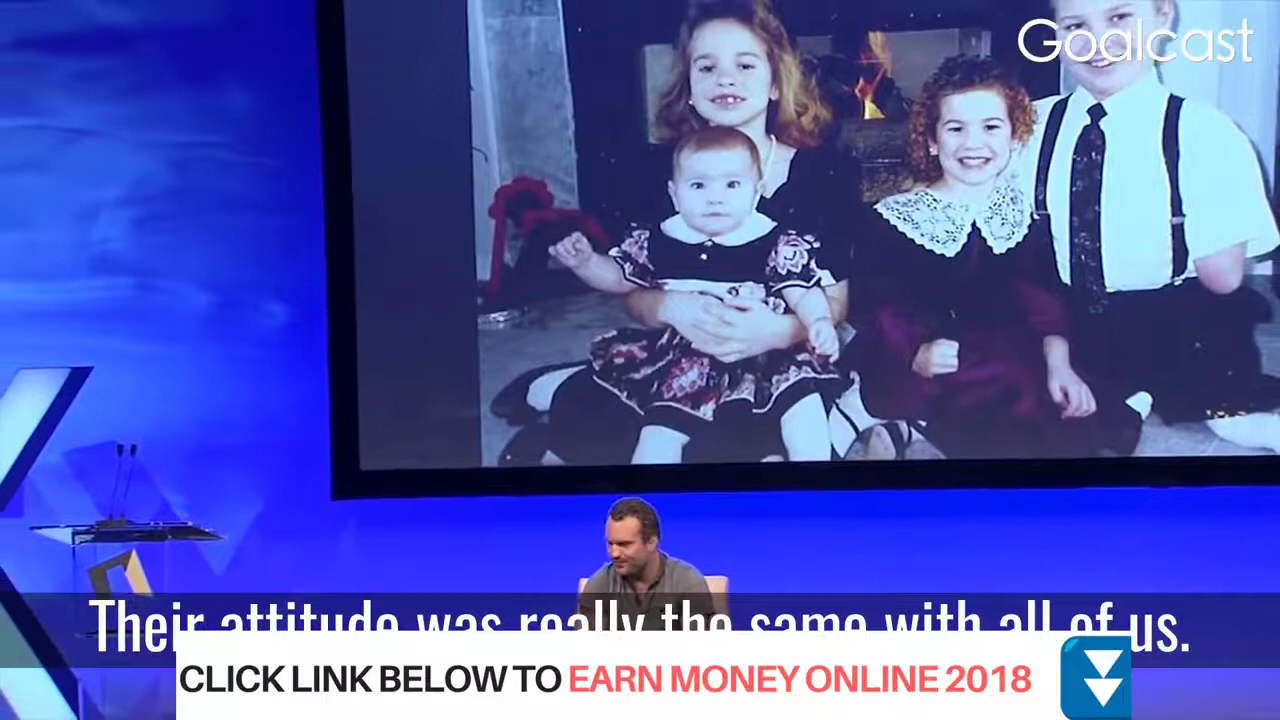 Goalcast
Their attitude was really the same with all of us.
CLICK LINK BELOW TO EARN MONEY ONLINE 2018